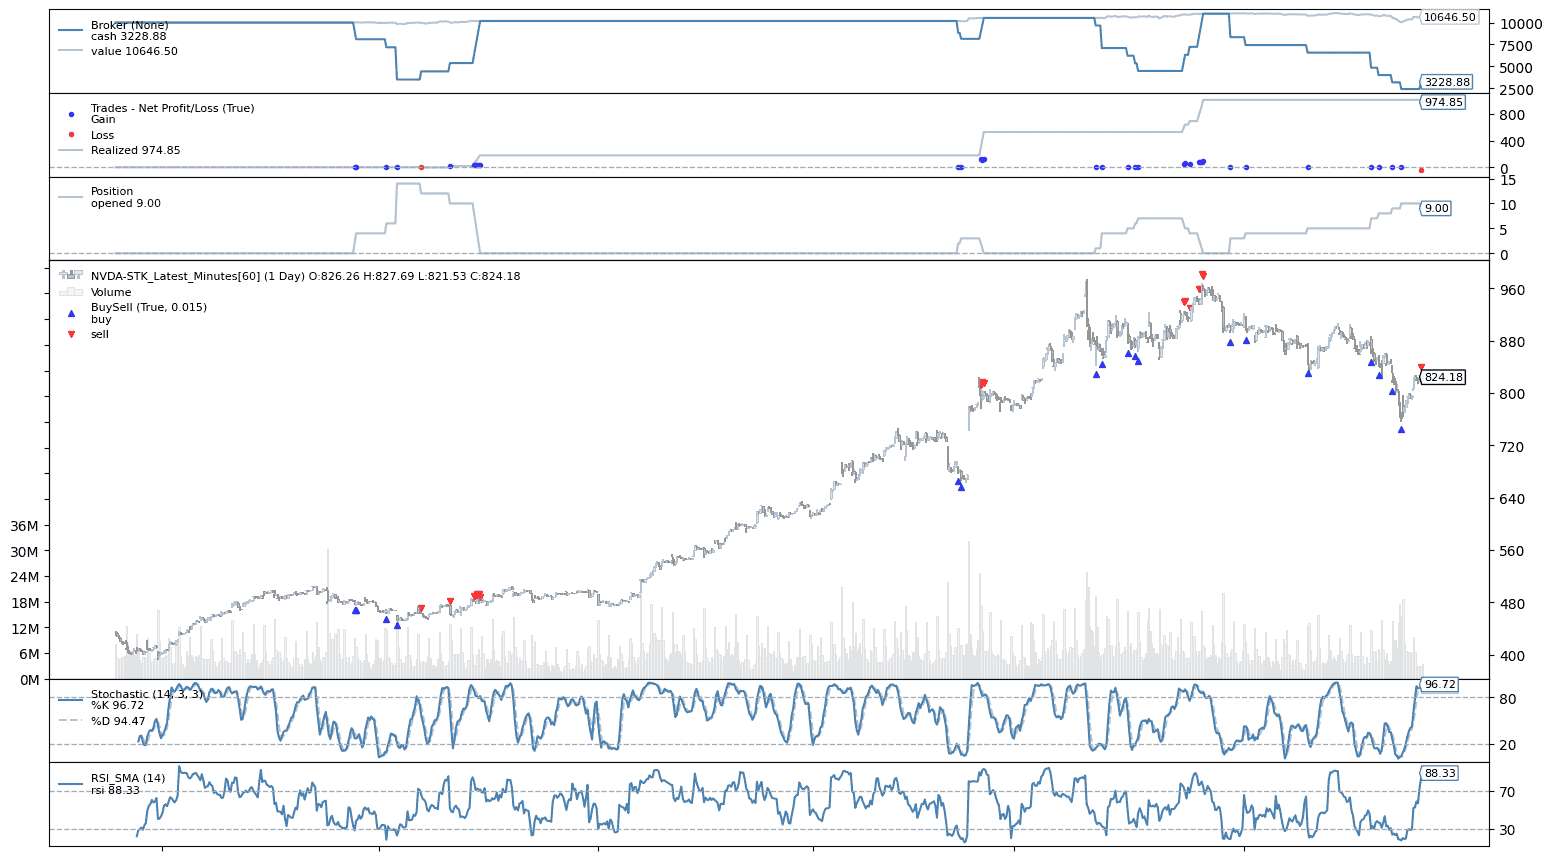 Broker (None)
cash 3228.88
value 10646.50
10646.50
3228.88
10000
7500
5000
2500
Trades - Net Profit/Loss (True)
Gain
Loss
Realized 974.85
974.85
800
400
0
Position
opened 9.00
9.00
15
10
5
0
NVDA-STK_Latest_Minutes[60] (1 Day) O:826.26 H:827.69 L:821.53 C:824.18
Volume
BuySell (True, 0.015)
buy
sell
824.18
960
880
800
720
640
560
480
400
36M
30M
24M
18M
12M
6M
0M
Stochastic (14, 3, 3)
%K 96.72
%D 94.47
96.72
80
20
RSI_SMA (14)
rsi 88.33
88.33
70
30